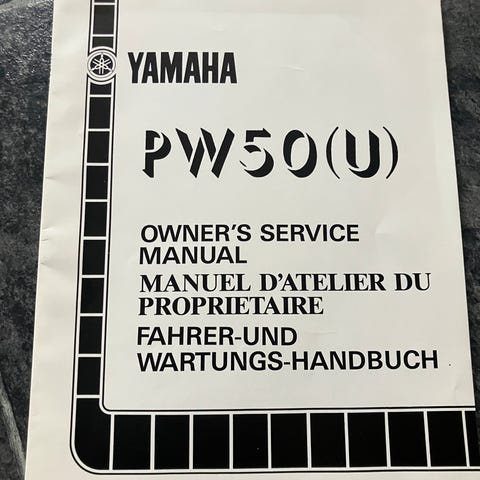 YAMAHA
PW50(U)
OWNER'S SERVICE
MANUAL
MANUEL D'ATELIER DU
PROPRIETAIRE
FAHRER-UND
WARTUNGS-HANDBUCH